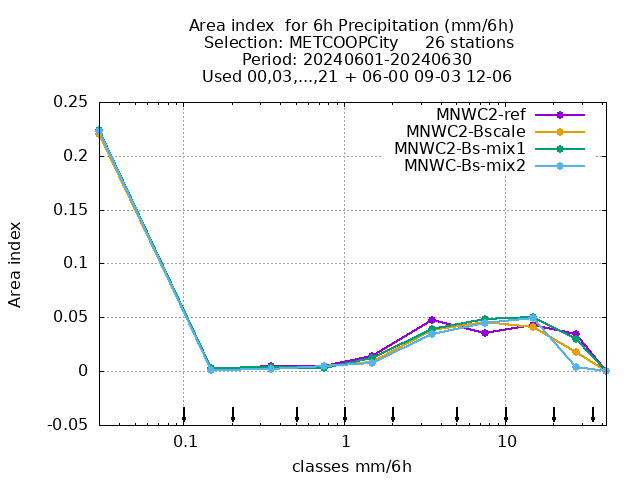 Area index  for 6h Precipitation (mm/6h)
Selection: METCOOPCity     26 stations
Period: 20240601-20240630
Used 00,03,...,21 + 06-00 09-03 12-06
MNWC2-ref
MNWC2-Bscale
MNWC2-Bs-mix1
MNWC-Bs-mix2
0.25
0.2
0.15
0.1
0.05
0
-0.05
Area index
0.1
1
10
classes mm/6h